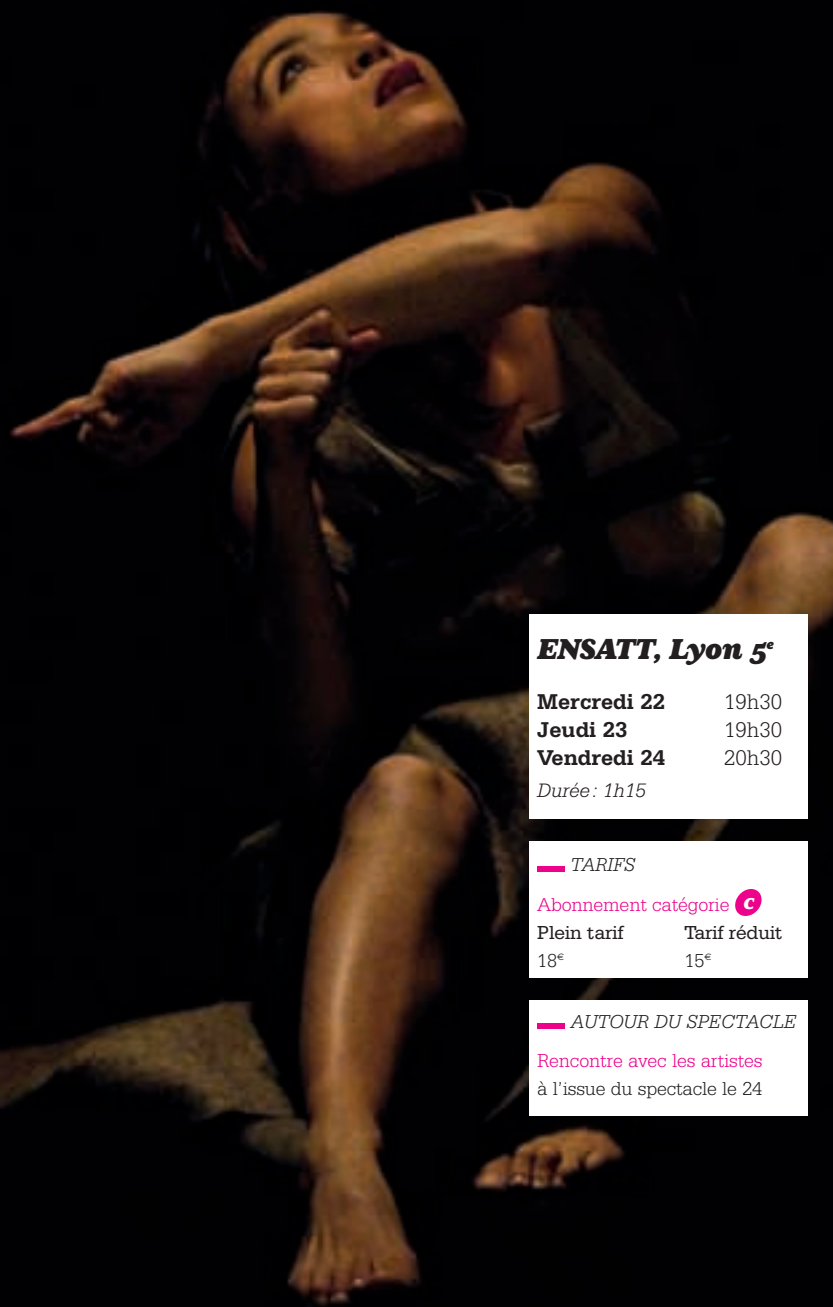 ENSATT, Lyon 5e
Mercredi 22 19h30
Jeudi 23 19h30
Vendredi 24 20h30
Durée : 1h15
TARIFS
Abonnement catégorie C
Plein tarif Tarif réduit
18€ 15€
AUTOUR DU SPECTACLE
Rencontre avec les artistes
à l'issue du spectacle le 24